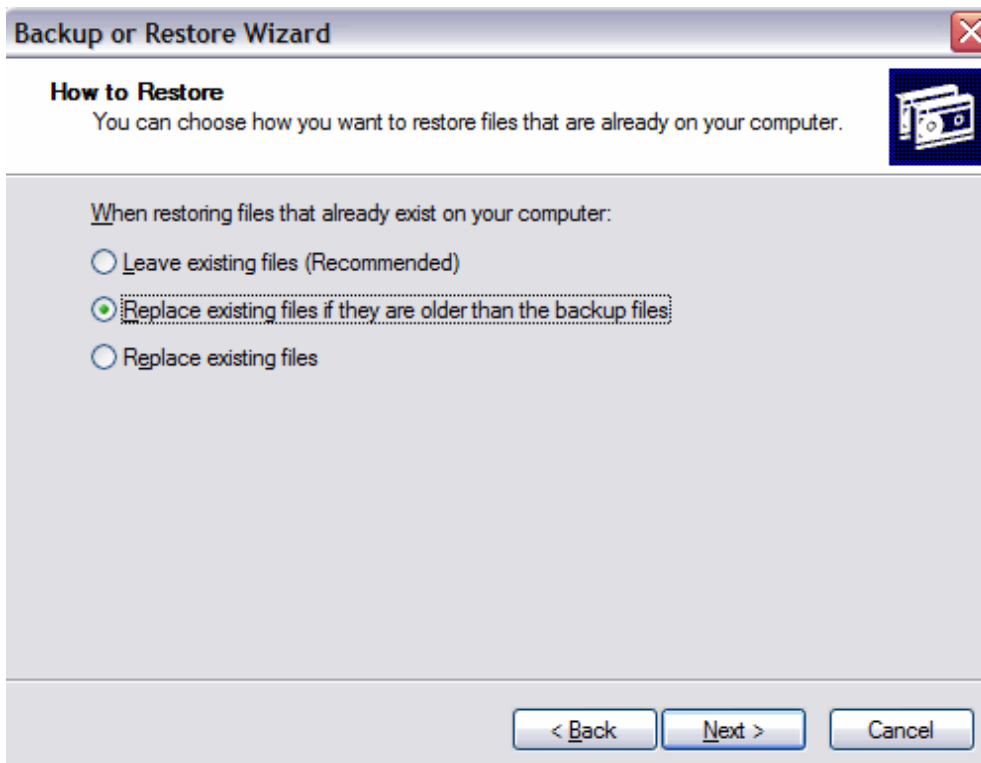 Backup or Restore Wizard
How to Restore
You can choose how you want to restore files that are already on your computer.
When restoring files that already exist on your computer:
Leave existing files (Recommended)
Replace existing files if they are older than the backup files
Replace existing files
< Back Next > Cancel